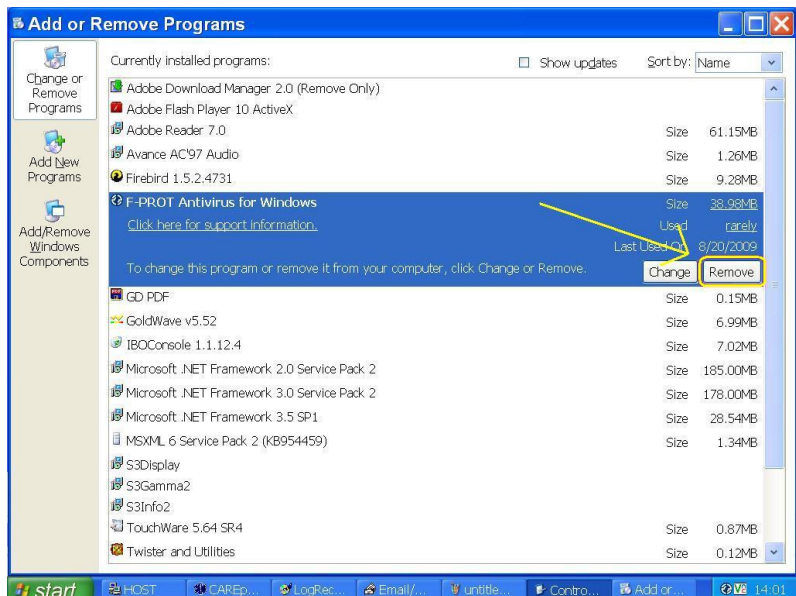 Add or Remove Programs
Change or
Remove
Programs
Add New
Programs
Add/Remove
Windows
Components
Currently installed programs:
Show updates
Sort by: Name
Adobe Download Manager 2.0 (Remove Only)
Adobe Flash Player 10 ActiveX
Adobe Reader 7.0 Size 61.15MB
Avance AC'97 Audio Size 1.26MB
Firebird 1.5.2.4731 Size 9.28MB
F-PROT Antivirus for Windows Size 38.98MB
Click here for support information. Used rarely
Last Used On 8/20/2009
To change this program or remove it from your computer, click Change or Remove. Change Remove
GD PDF Size 0.15MB
GoldWave v5.52 Size 6.99MB
IBOConsole 1.1.12.4 Size 7.02MB
Microsoft .NET Framework 2.0 Service Pack 2 Size 185.00MB
Microsoft .NET Framework 3.0 Service Pack 2 Size 178.00MB
Microsoft .NET Framework 3.5 SP1 Size 28.54MB
MSXML 6 Service Pack 2 (KB954459) Size 1.34MB
S3Display
S3Gamma2
S3Info2
TouchWare 5.64 SR4 Size 0.87MB
Twister and Utilities Size 0.12MB
start HOST CAREp... LogRec... Email/... untitle... Contro... Add or... 14:01